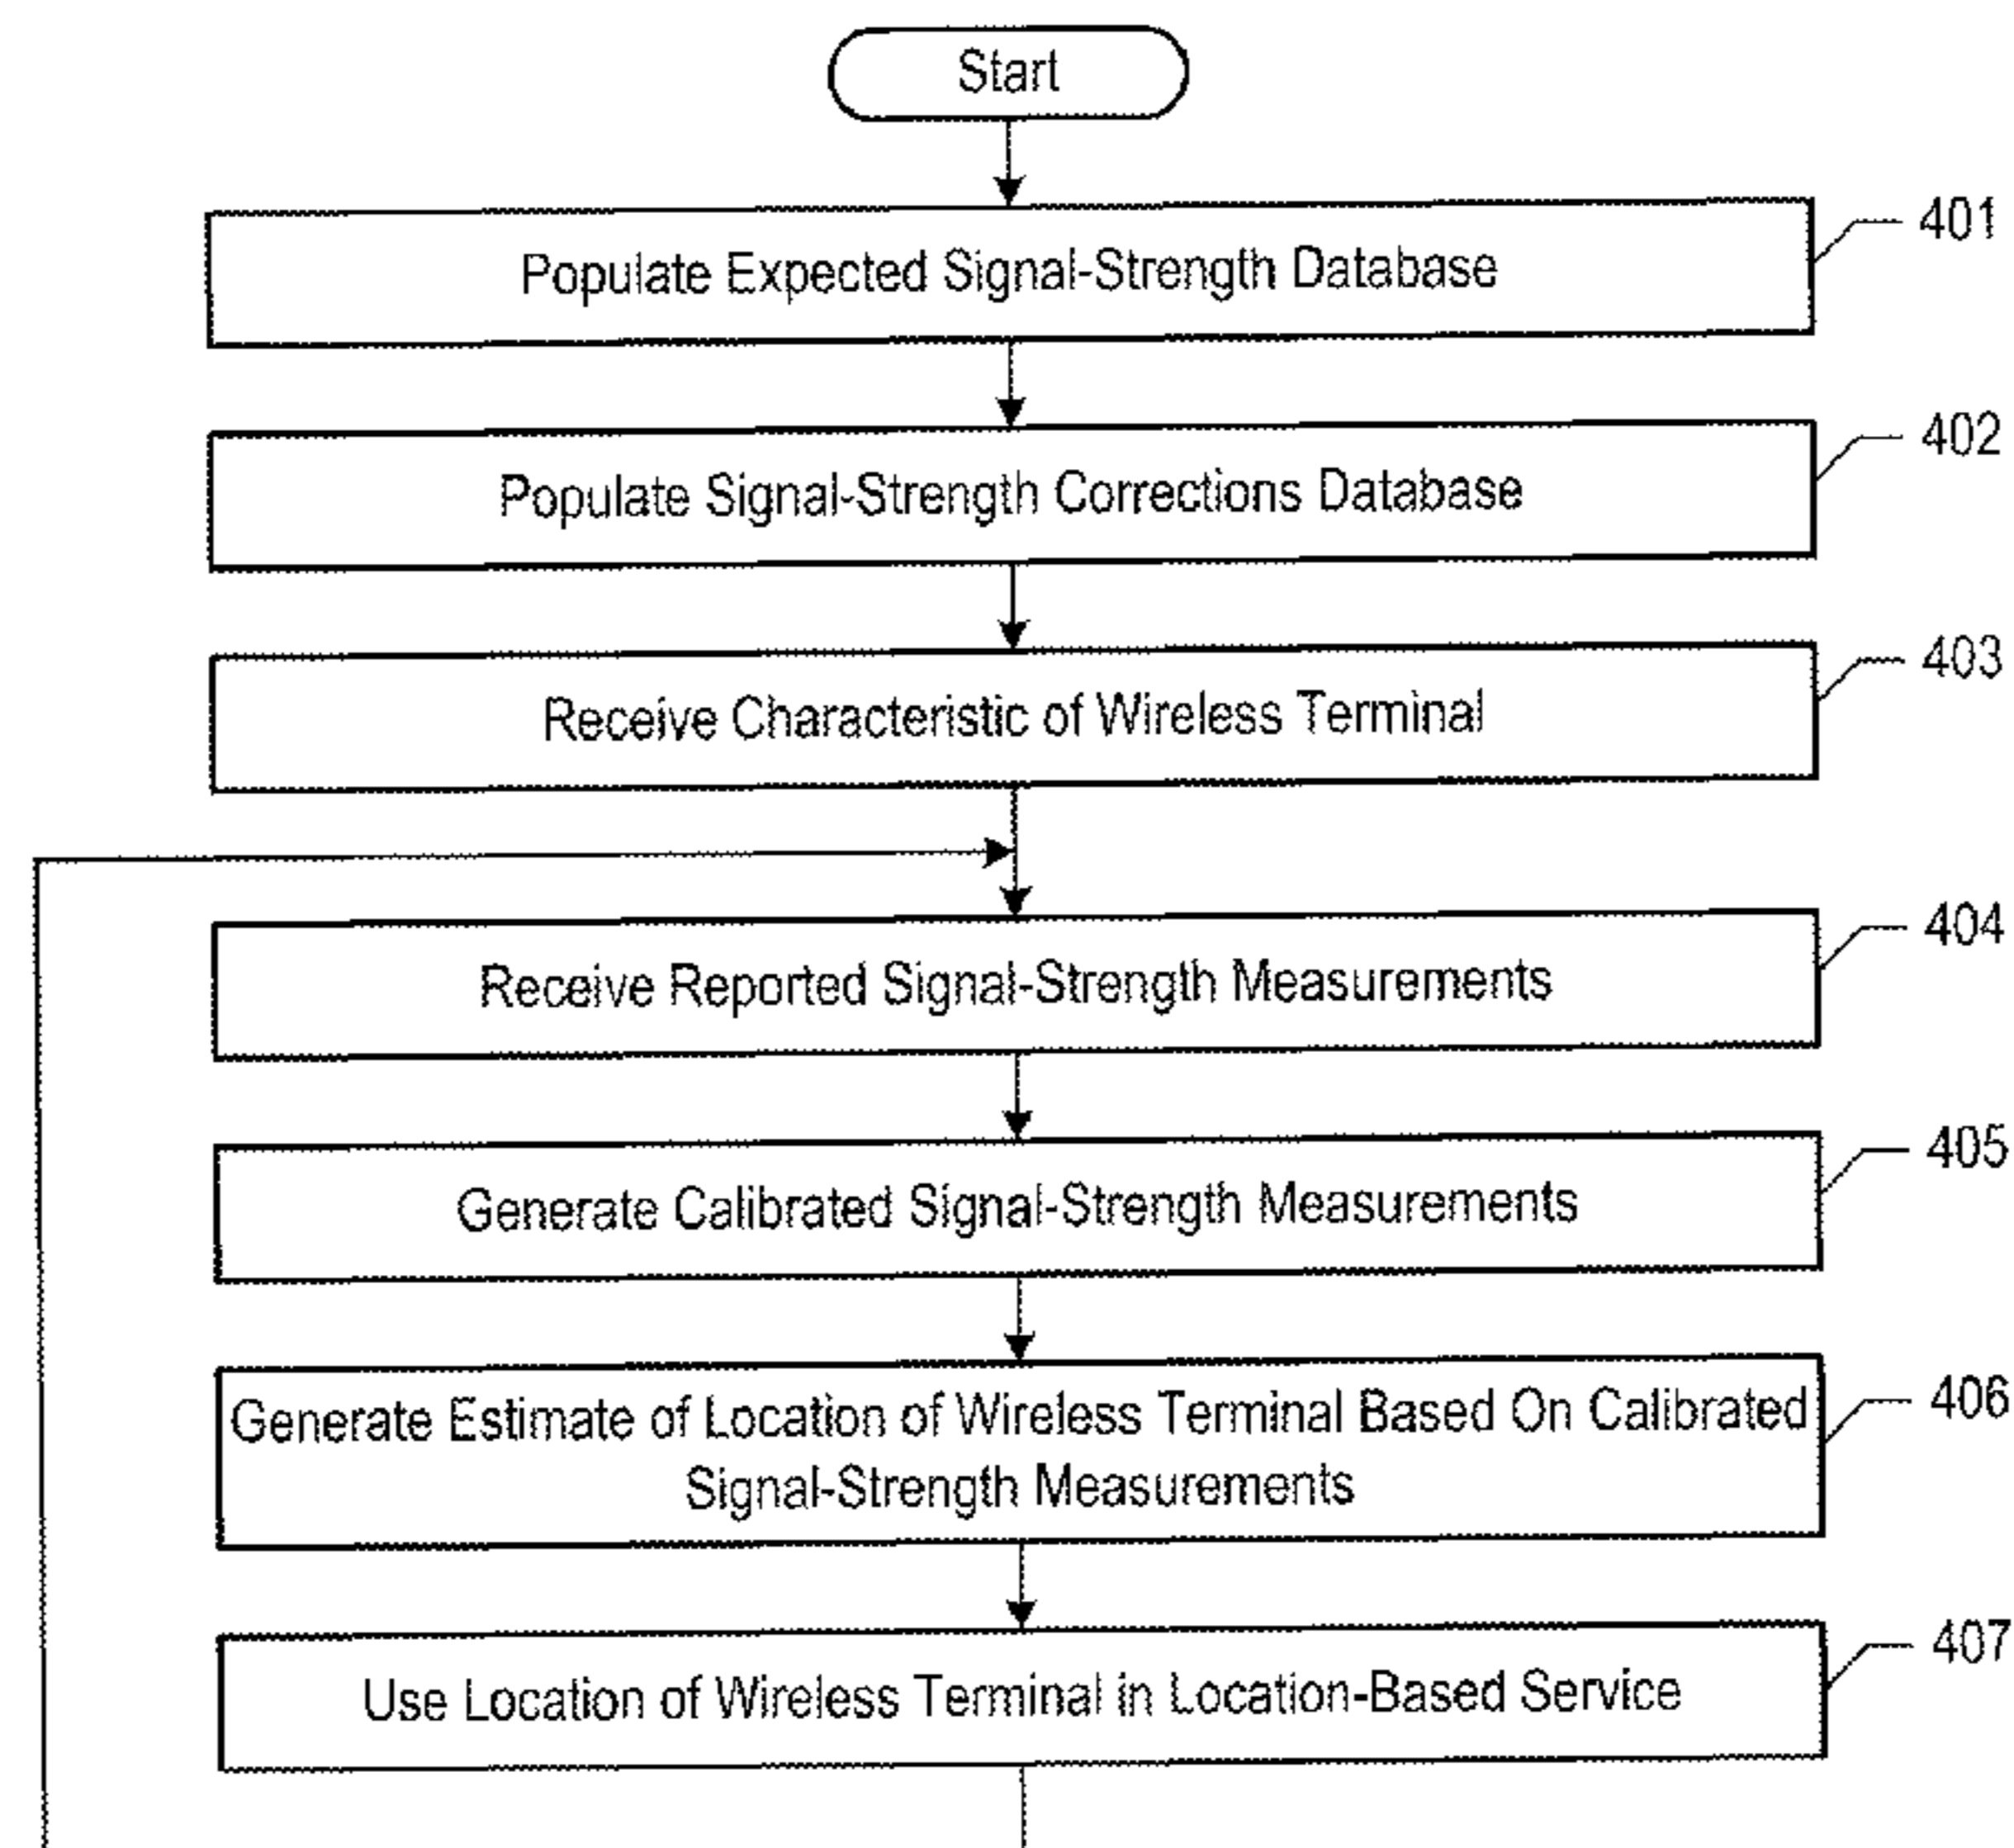 Start
Populate Expected Signal-Strength Database
401
Populate Signal-Strength Corrections Database
402
Receive Characteristic of Wireless Terminal
403
Receive Reported Signal-Strength Measurements
404
Generate Calibrated Signal-Strength Measurements
405
Generate Estimate of Location of Wireless Terminal Based On Calibrated
Signal-Strength Measurements
406
Use Location of Wireless Terminal in Location-Based Service
407